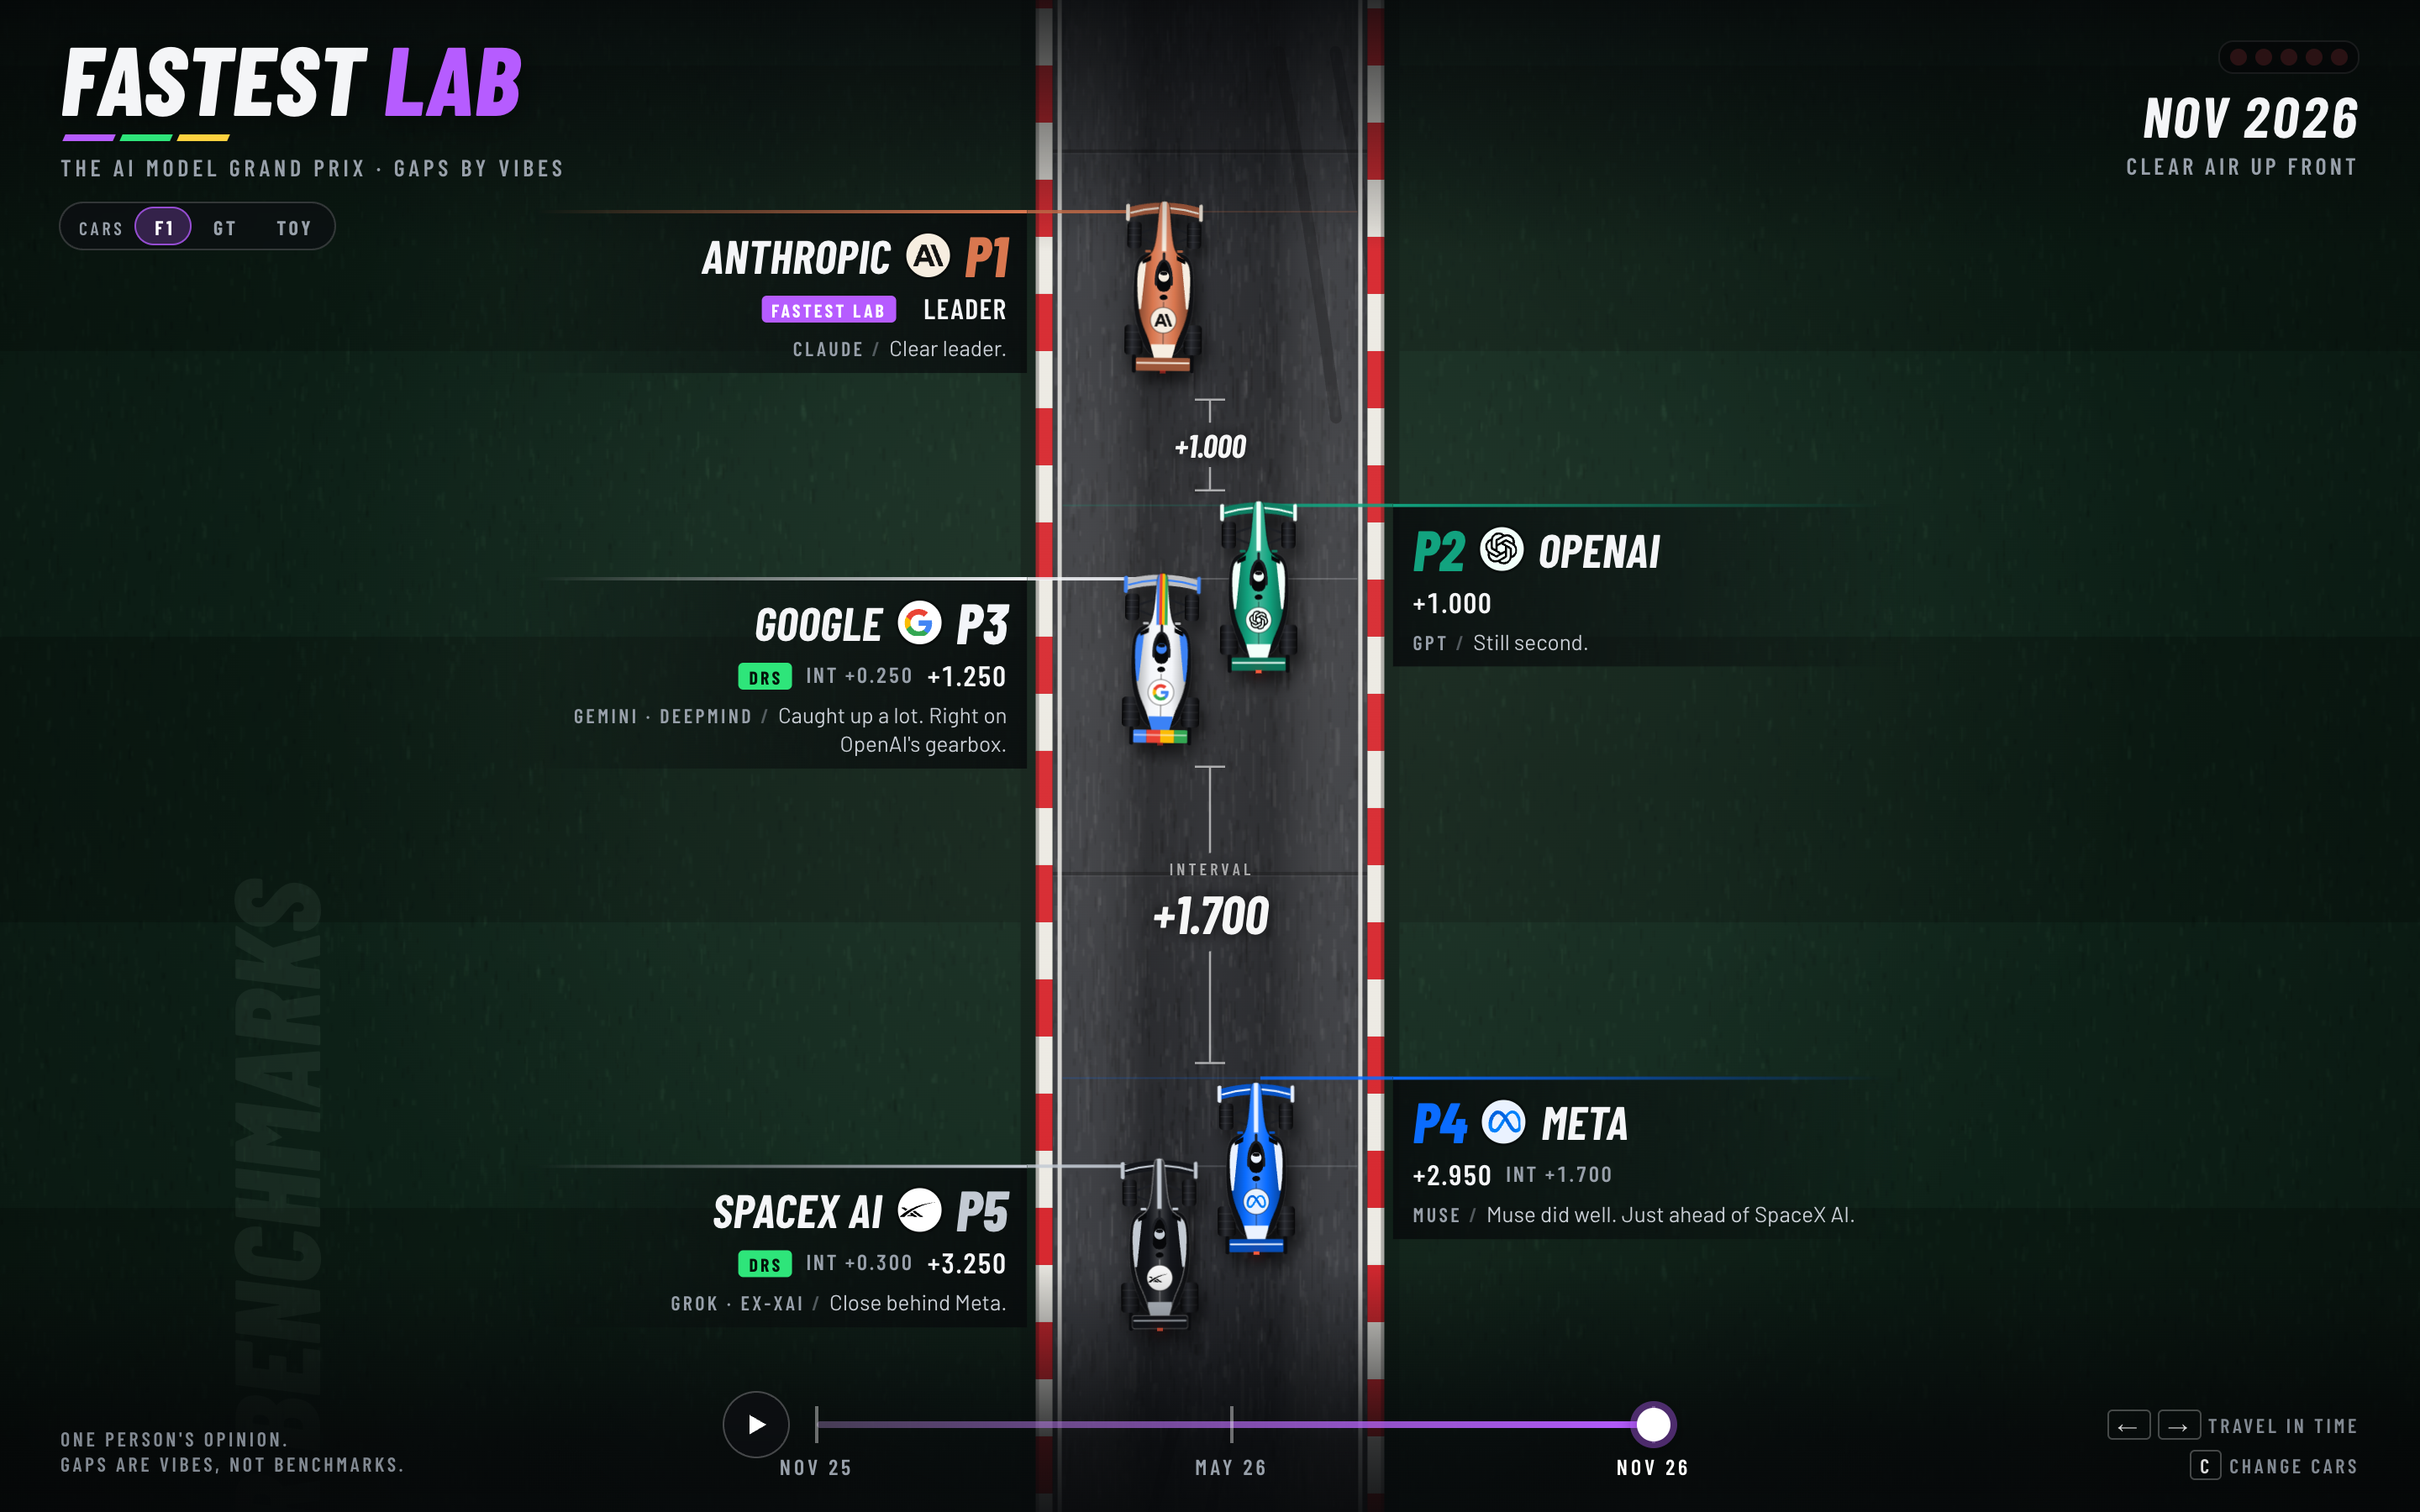 FASTEST LAB
THE AI MODEL GRAND PRIX · GAPS BY VIBES
CARS F1 GT TOY
NOV 2026
CLEAR AIR UP FRONT
ANTHROPIC AI P1
FASTEST LAB LEADER
CLAUDE / Clear leader.
AI
+1.000
P2 OPENAI
+1.000
GPT / Still second.
GOOGLE G P3
DRS INT +0.250 +1.250
GEMINI · DEEPMIND / Caught up a lot. Right on
OpenAI's gearbox.
G
INTERVAL
+1.700
P4 META
+2.950 INT +1.700
MUSE / Muse did well. Just ahead of SpaceX AI.
SPACEX AI P5
DRS INT +0.300 +3.250
GROK · EX-XAI / Close behind Meta.
BENCHMARKS
ONE PERSON'S OPINION.
GAPS ARE VIBES, NOT BENCHMARKS.
NOV 25 MAY 26 NOV 26
← → TRAVEL IN TIME
C CHANGE CARS